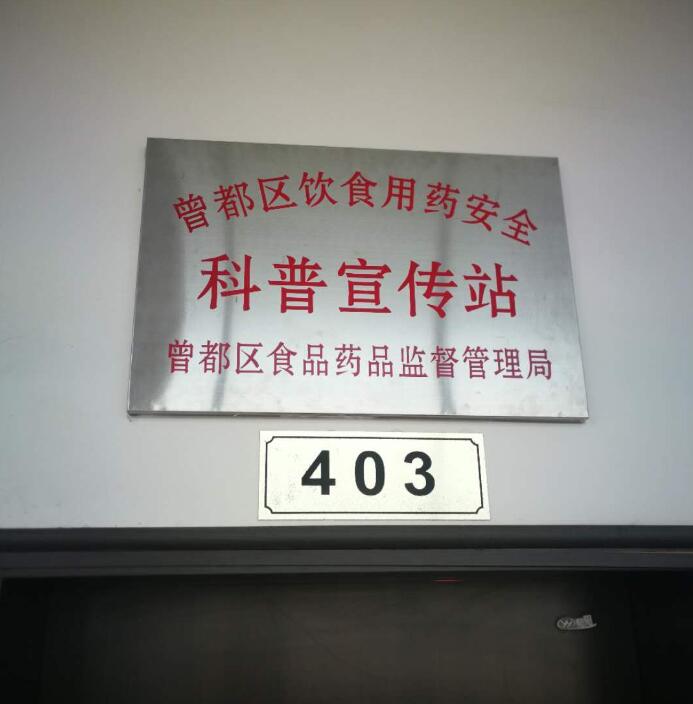 曾都区饮食用药安全
科普宣传站
曾都区食品药品监督管理局
403